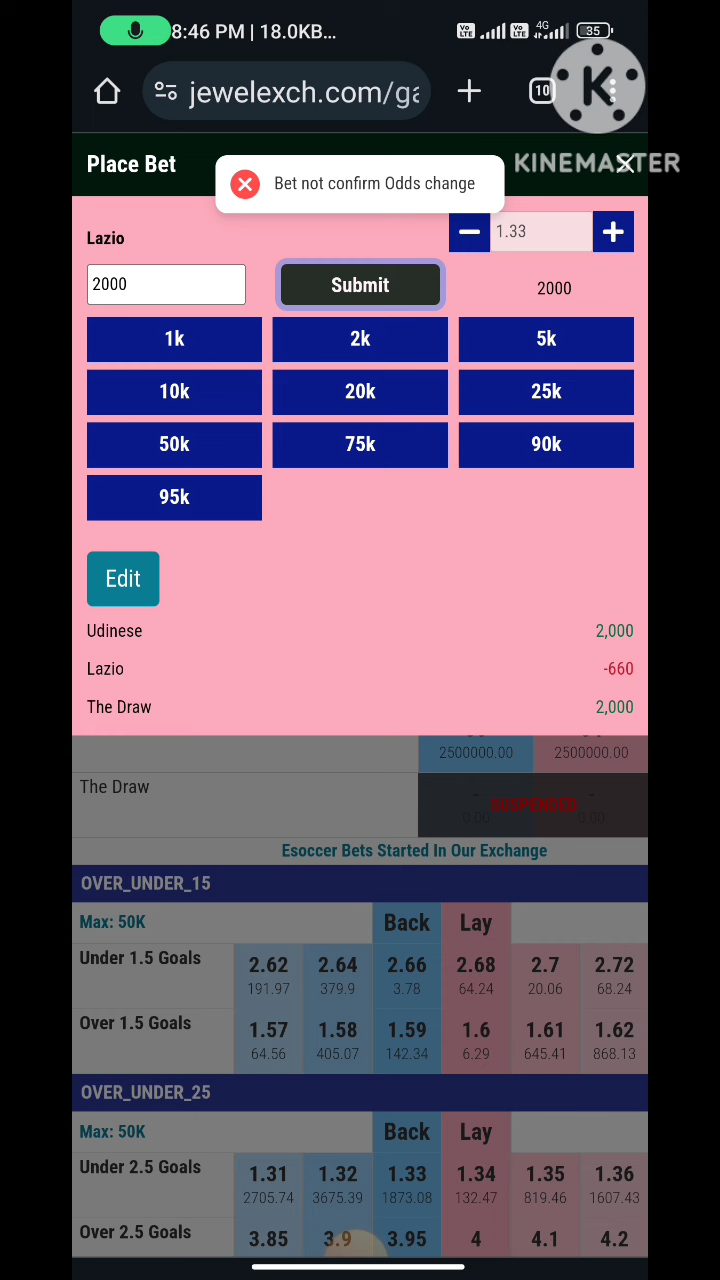 8:46 PM | 18.0KB...
4G
35
jewelexch.com/ga
10
K
KINEMASTER
Place Bet
Bet not confirm Odds change
Lazio
1.33
2000
Submit
2000
1k 2k 5k
10k 20k 25k
50k 75k 90k
95k
Edit
Udinese 2,000
Lazio -660
The Draw 2,000
2500000.00 2500000.00
The Draw
SUSPENDED
0.00 0.00
Esoccer Bets Started In Our Exchange
OVER_UNDER_15
Max: 50K Back Lay
Under 1.5 Goals 2.62 2.64 2.66 2.68 2.7 2.72
191.97 379.9 3.78 64.24 20.06 68.24
Over 1.5 Goals 1.57 1.58 1.59 1.6 1.61 1.62
64.56 405.07 142.34 6.29 645.41 868.13
OVER_UNDER_25
Max: 50K Back Lay
Under 2.5 Goals 1.31 1.32 1.33 1.34 1.35 1.36
2705.74 3675.39 1873.08 132.47 819.46 1607.43
Over 2.5 Goals 3.85 3.9 3.95 4 4.1 4.2